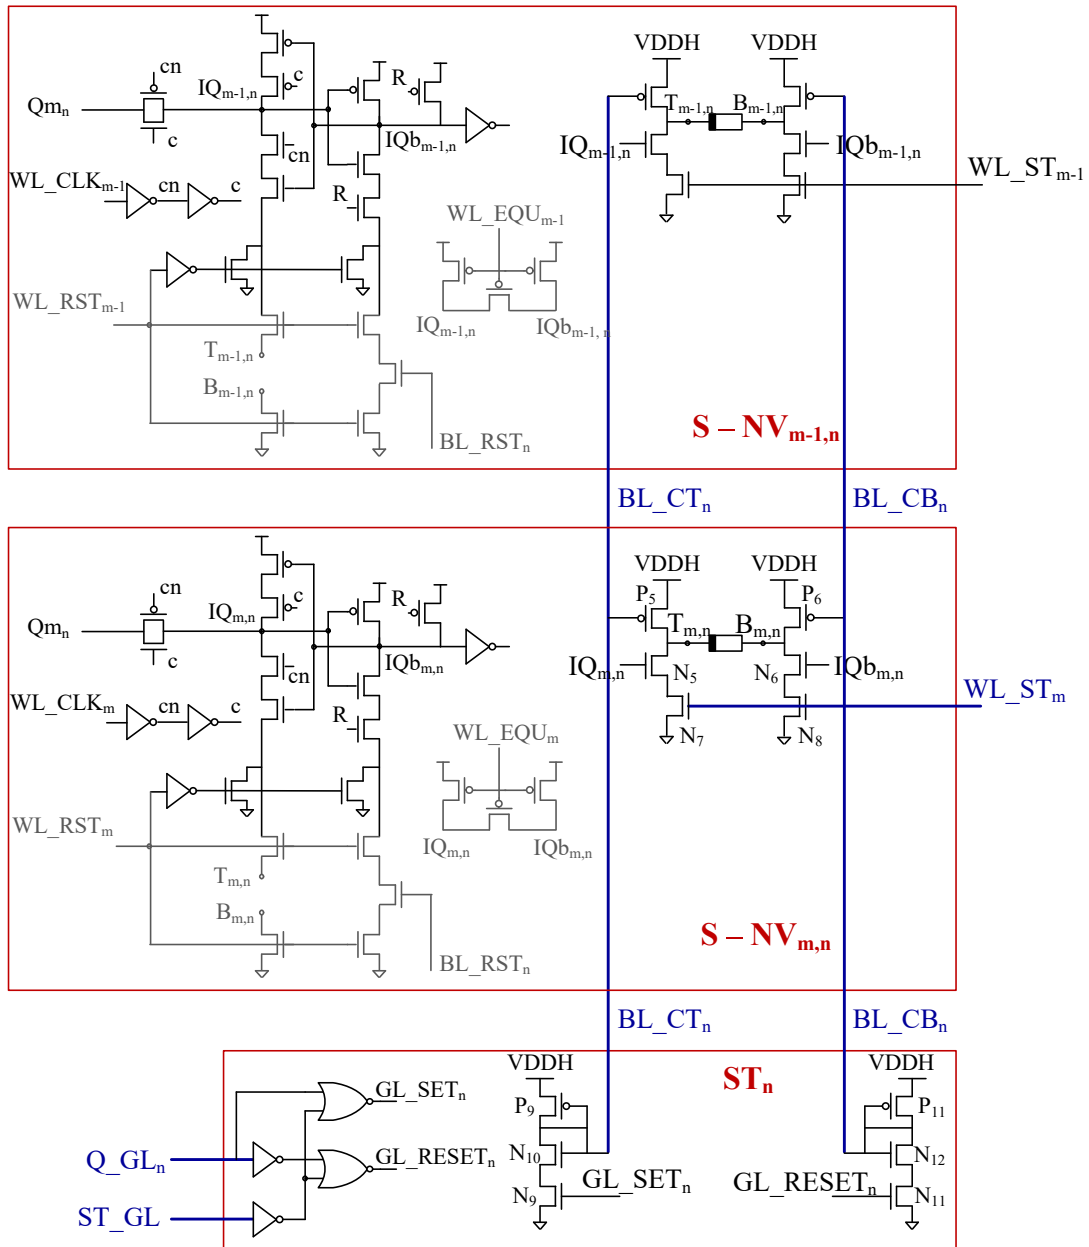 VDDH VDDH
cn
c
IQm-1,n
R
Qmn
Tm-1,n Bm-1,n
c
cn
IQbm-1,n
IQm-1,n IQbm-1,n
WL_CLKm-1 cn c
R
WL_STm-1
WL_EQUm-1
WL_RSTm-1
IQm-1,n IQbm-1,n
Tm-1,n
Bm-1,n
S – NVm-1,n
BL_RSTn
BL_CTn BL_CBn
VDDH VDDH
cn
c
R
P5 P6
IQm,n
Qmn
Tm,n Bm,n
c
cn
IQbm,n
IQm,n N5 N6 IQbm,n
WL_CLKm cn c
R
WL_STm
N7 N8
WL_EQUm
WL_RSTm
IQm,n IQbm,n
Tm,n
Bm,n
S – NVm,n
BL_RSTn
BL_CTn BL_CBn
VDDH VDDH
STn
GL_SETn
P9 P11
Q_GLn
GL_RESETn
N10 N12
GL_SETn GL_RESETn
N9 N11
ST_GL